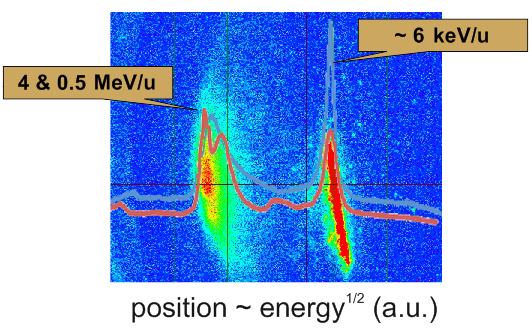 ~ 6 keV/u
4 & 0.5 MeV/u
position ~ energy^1/2 (a.u.)